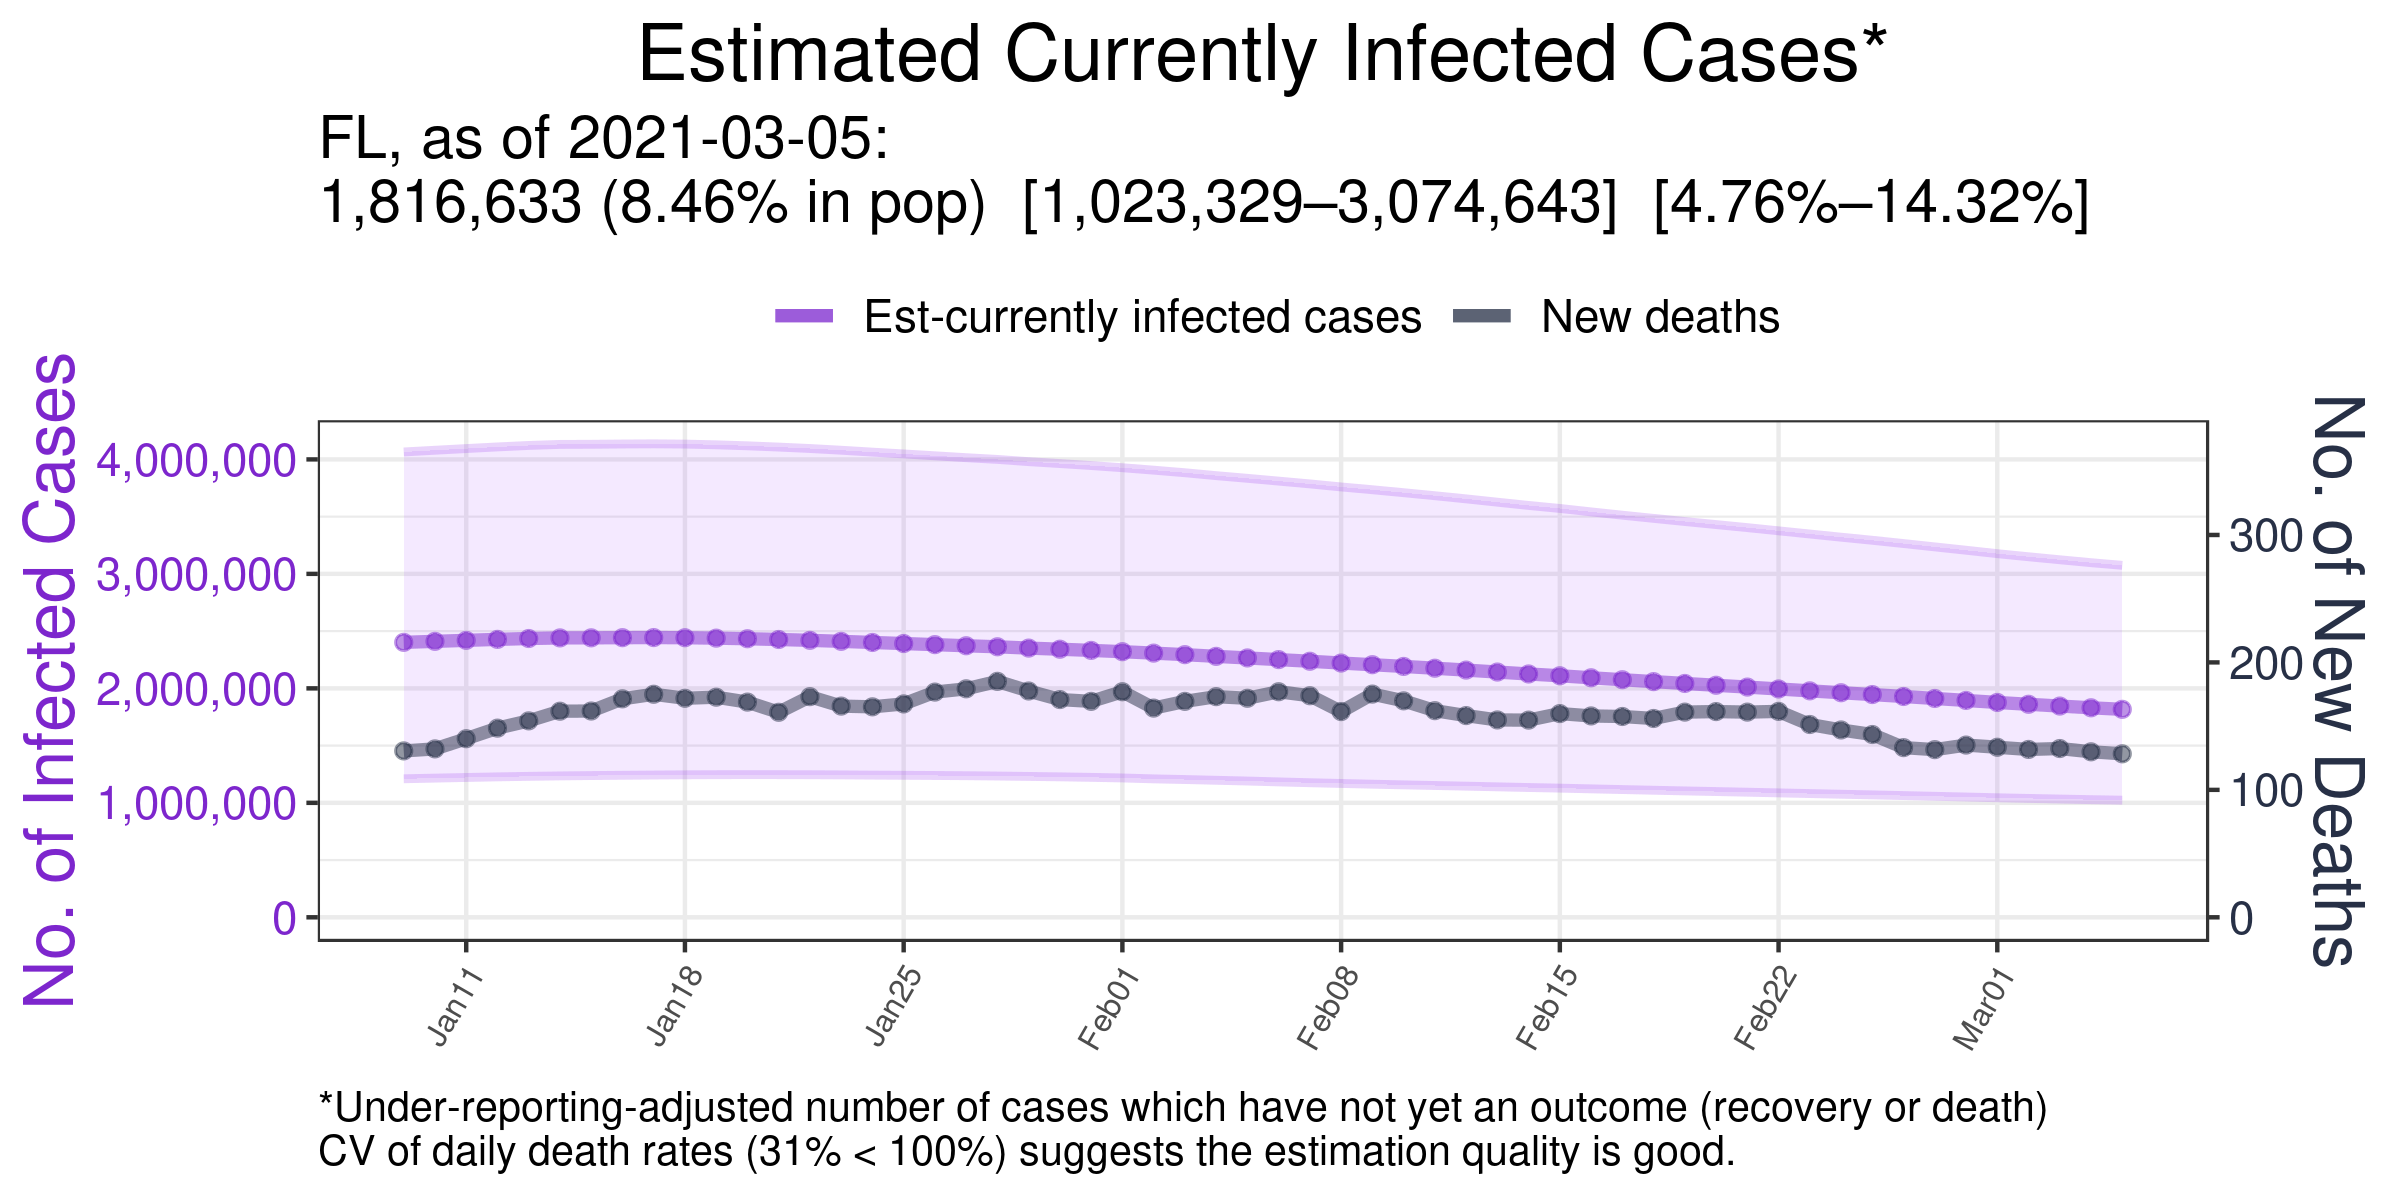 Estimated Currently Infected Cases*
FL, as of 2021-03-05:
1,816,633 (8.46% in pop)  [1,023,329–3,074,643]  [4.76%–14.32%]
Est-currently infected cases
New deaths
No. of Infected Cases
4,000,000
3,000,000
2,000,000
1,000,000
0
300
200
100
0
No. of New Deaths
Jan11
Jan18
Jan25
Feb01
Feb08
Feb15
Feb22
Mar01
*Under-reporting-adjusted number of cases which have not yet an outcome (recovery or death)
CV of daily death rates (31% < 100%) suggests the estimation quality is good.